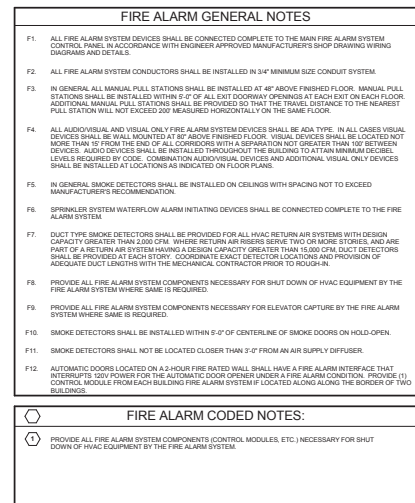 FIRE ALARM GENERAL NOTES
F1. ALL FIRE ALARM SYSTEM DEVICES SHALL BE CONNECTED COMPLETE TO THE MAIN FIRE ALARM SYSTEM
CONTROL PANEL IN ACCORDANCE WITH ENGINEER APPROVED MANUFACTURER'S SHOP DRAWING WIRING
DIAGRAMS AND DETAILS.
F2. ALL FIRE ALARM SYSTEM CONDUCTORS SHALL BE INSTALLED IN 3/4" MINIMUM SIZE CONDUIT SYSTEM.
F3. IN GENERAL ALL MANUAL PULL STATIONS SHALL BE INSTALLED AT 48" ABOVE FINISHED FLOOR. MANUAL PULL
STATIONS SHALL BE INSTALLED WITHIN 5'-0" OF ALL EXIT DOORWAY OPENINGS AT EACH EXIT ON EACH FLOOR.
ADDITIONAL MANUAL PULL STATIONS SHALL BE PROVIDED SO THAT THE TRAVEL DISTANCE TO THE NEAREST
PULL STATION WILL NOT EXCEED 200' MEASURED HORIZONTALLY ON THE SAME FLOOR.
F4. ALL AUDIO/VISUAL AND VISUAL ONLY FIRE ALARM SYSTEM DEVICES SHALL BE ADA TYPE. IN ALL CASES VISUAL
DEVICES SHALL BE WALL MOUNTED AT 80" ABOVE FINISHED FLOOR. VISUAL DEVICES SHALL BE LOCATED NOT
MORE THAN 15' FROM THE END OF ALL CORRIDORS WITH A SEPARATION NOT GREATER THAN 100' BETWEEN
DEVICES. AUDIO DEVICES SHALL BE INSTALLED THROUGHOUT THE BUILDING TO ATTAIN MINIMUM DECIBEL
LEVELS REQUIRED BY CODE. COMBINATION AUDIO/VISUAL DEVICES AND ADDITIONAL VISUAL ONLY DEVICES
SHALL BE INSTALLED AT LOCATIONS AS INDICATED ON FLOOR PLANS.
F5. IN GENERAL SMOKE DETECTORS SHALL BE INSTALLED ON CEILINGS WITH SPACING NOT TO EXCEED
MANUFACTURER'S RECOMMENDATION.
F6. SPRINKLER SYSTEM WATERFLOW ALARM INITIATING DEVICES SHALL BE CONNECTED COMPLETE TO THE FIRE
ALARM SYSTEM.
F7. DUCT TYPE SMOKE DETECTORS SHALL BE PROVIDED FOR ALL HVAC RETURN AIR SYSTEMS WITH DESIGN
CAPACITY GREATER THAN 2,000 CFM. WHERE RETURN AIR RISERS SERVE TWO OR MORE STORIES, AND ARE
PART OF A RETURN AIR SYSTEM HAVING A DESIGN CAPACITY GREATER THAN 15,000 CFM, DUCT DETECTORS
SHALL BE PROVIDED AT EACH STORY. COORDINATE EXACT DETECTOR LOCATIONS AND PROVISION OF
ADEQUATE DUCT LENGTHS WITH THE MECHANICAL CONTRACTOR PRIOR TO ROUGH-IN.
F8. PROVIDE ALL FIRE ALARM SYSTEM COMPONENTS NECESSARY FOR SHUT DOWN OF HVAC EQUIPMENT BY THE
FIRE ALARM SYSTEM WHERE SAME IS REQUIRED.
F9. PROVIDE ALL FIRE ALARM SYSTEM COMPONENTS NECESSARY FOR ELEVATOR CAPTURE BY THE FIRE ALARM
SYSTEM WHERE SAME IS REQUIRED.
F10. SMOKE DETECTORS SHALL BE INSTALLED WITHIN 5'-0" OF CENTERLINE OF SMOKE DOORS ON HOLD-OPEN.
F11. SMOKE DETECTORS SHALL NOT BE LOCATED CLOSER THAN 3'-0" FROM AN AIR SUPPLY DIFFUSER.
F12. AUTOMATIC DOORS LOCATED ON A 2-HOUR FIRE RATED WALL SHALL HAVE A FIRE ALARM INTERFACE THAT
INTERRUPTS 120V POWER FOR THE AUTOMATIC DOOR OPENER UNDER A FIRE ALARM CONDITION. PROVIDE (1)
CONTROL MODULE FROM EACH BUILDING FIRE ALARM SYSTEM IF LOCATED ALONG ALONG THE BORDER OF TWO
BUILDINGS.
FIRE ALARM CODED NOTES:
1 PROVIDE ALL FIRE ALARM SYSTEM COMPONENTS (CONTROL MODULES, ETC.) NECESSARY FOR SHUT
DOWN OF HVAC EQUIPMENT BY THE FIRE ALARM SYSTEM.